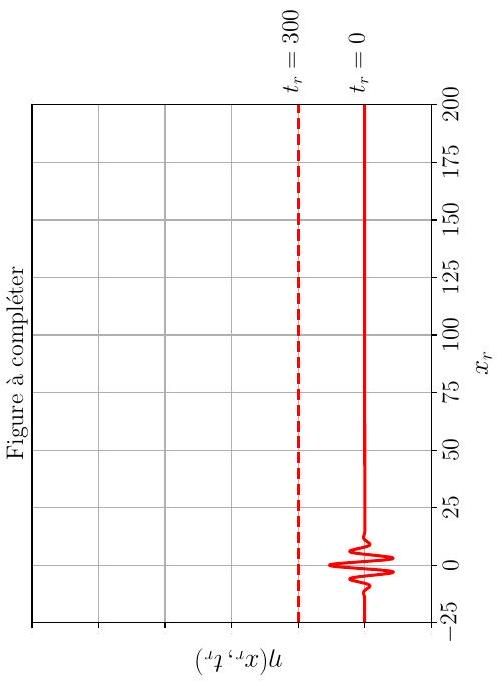 Figure à compléter
η(x_r, t_r)
t_r = 300
t_r = 0
−25 0 25 50 75 100 125 150 175 200
x_r